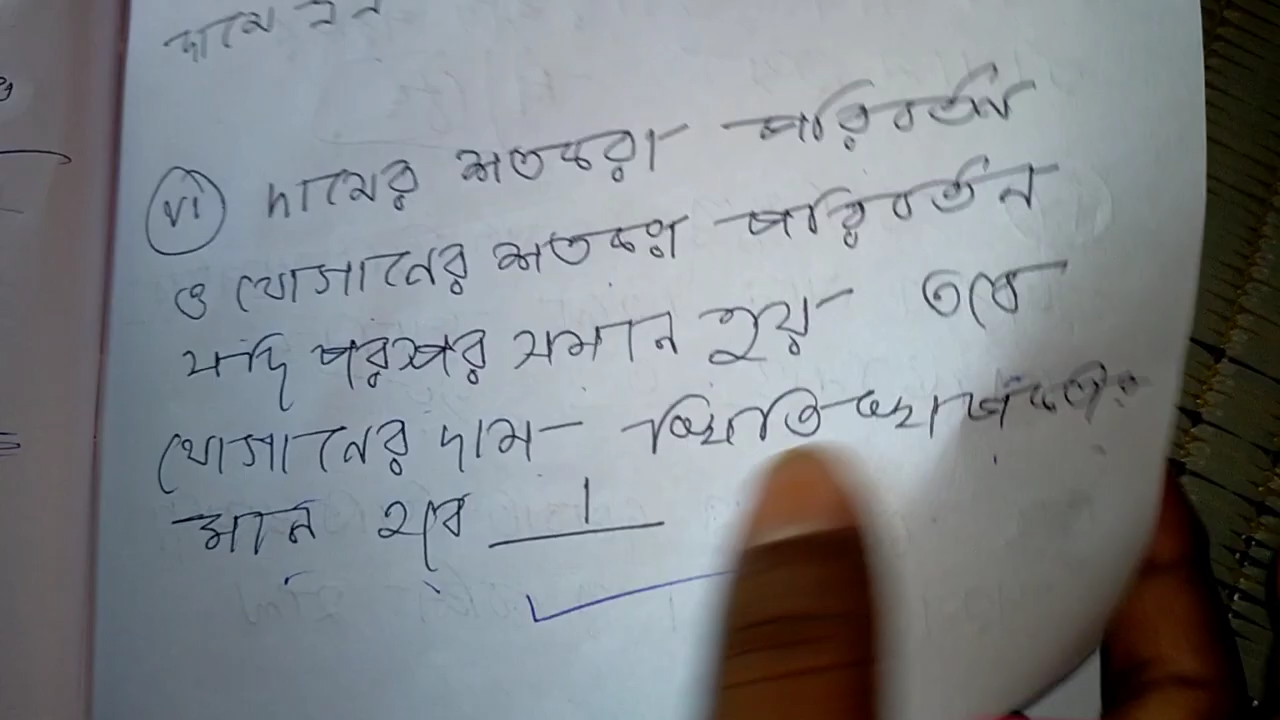 দামের
(vi) দামের শতকরা পরিবর্তন
ও যোগানের শতকরা পরিবর্তন
যদি পরস্পর সমান হয় তবে
যোগানের দাম স্থিতিস্থাপকতার
মান হবে 1